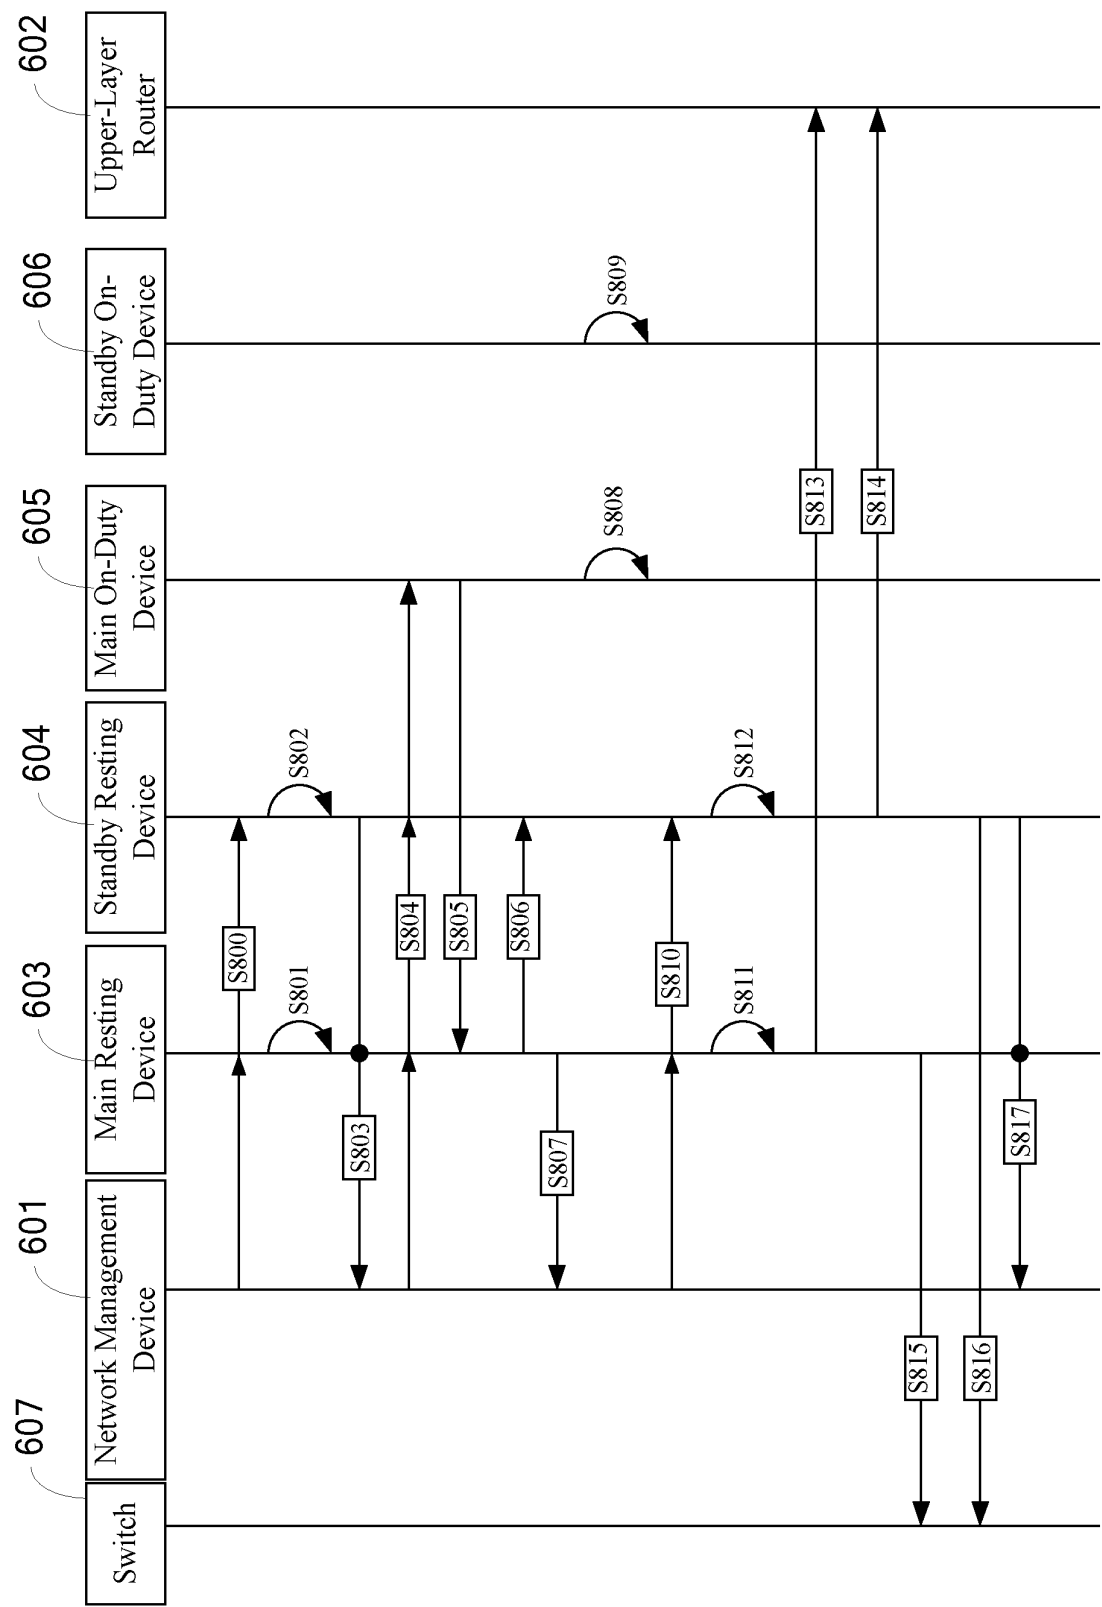 607
601
603
604
605
606
602
Switch
Network Management
Device
Main Resting
Device
Standby Resting
Device
Main On-Duty
Device
Standby On-
Duty Device
Upper-Layer
Router
S800
S801
S802
S803
S804
S805
S806
S807
S808
S809
S810
S811
S812
S813
S814
S815
S816
S817